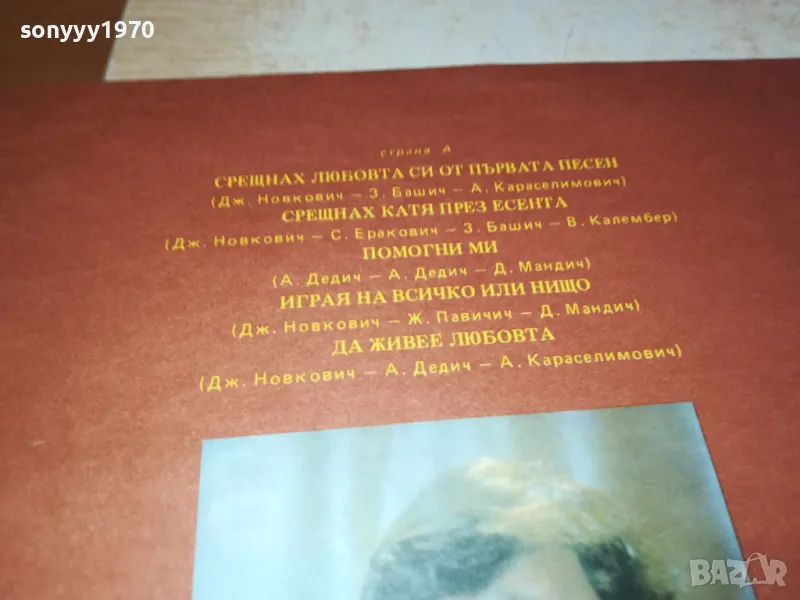 sonyyy1970
страна А
СРЕЩНАХ ЛЮБОВТА СИ ОТ ПЪРВАТА ПЕСЕН
(Дж. Новкович – З. Башич – А. Караселимович)
СРЕЩНАХ КАТЯ ПРЕЗ ЕСЕНТА
(Дж. Новкович – С. Еракович – З. Башич – В. Калембер)
ПОМОГНИ МИ
(А. Дедич – А. Дедич – Д. Мандич)
ИГРАЯ НА ВСИЧКО ИЛИ НИЩО
(Дж. Новкович – Ж. Павичич – Д. Мандич)
ДА ЖИВЕЕ ЛЮБОВТА
(Дж. Новкович – А. Дедич – А. Караселимович)
BAZAR